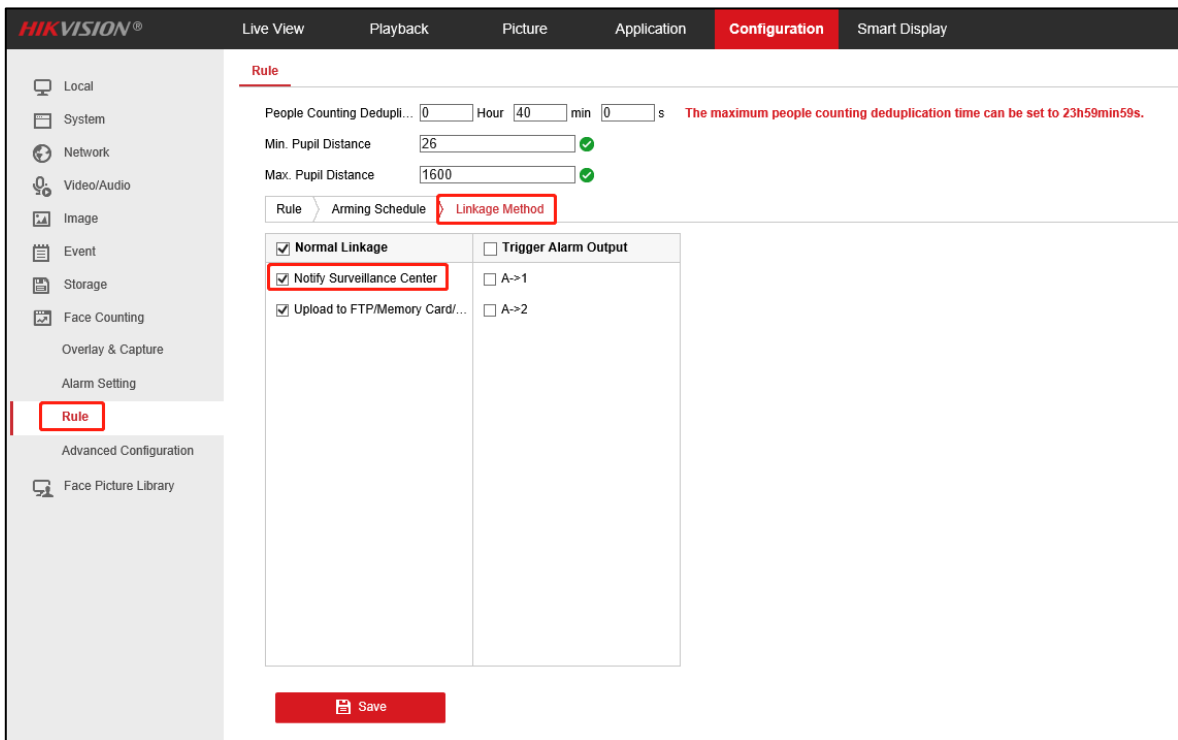 HIKVISION® Live View Playback Picture Application Configuration Smart Display
Local
System
Network
Video/Audio
Image
Event
Storage
Face Counting
Overlay & Capture
Alarm Setting
Rule
Advanced Configuration
Face Picture Library
Rule
People Counting Dedupli... 0 Hour 40 min 0 s The maximum people counting deduplication time can be set to 23h59min59s.
Min. Pupil Distance 26
Max. Pupil Distance 1600
Rule Arming Schedule Linkage Method
Normal Linkage Trigger Alarm Output
Notify Surveillance Center A->1
Upload to FTP/Memory Card/... A->2
Save